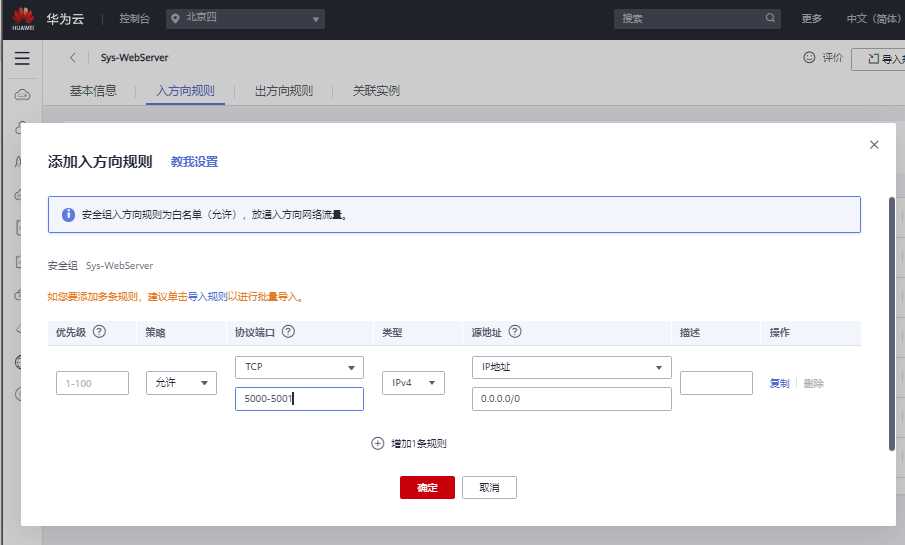 HUAWEI 华为云 控制台 北京四 搜索 更多 中文（简体）
Sys-WebServer 评价 导入
基本信息 入方向规则 出方向规则 关联实例
添加入方向规则 教我设置
安全组入方向规则为白名单（允许），放通入方向网络流量。
安全组 Sys-WebServer
如您要添加多条规则，建议单击导入规则以进行批量导入。
优先级 策略 协议端口 类型 源地址 描述 操作
TCP IP地址
1-100 允许 IPv4 复制 删除
5000-5001 0.0.0.0/0
增加1条规则
确定 取消